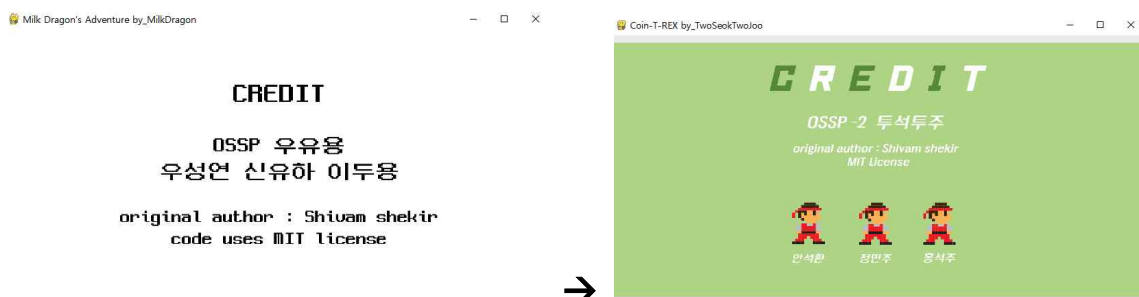 Milk Dragon's Adventure by_MilkDragon
CREDIT
OSSP 우유용
우성연 신유하 이두용
original author : Shivam shekir
code uses MIT license
Coin-T-REX by_TwoSeokTwoJoo
CREDIT
OSSP-2 투석투주
original author : Shivam shekir
MIT License
안석환 정민주 홍석주